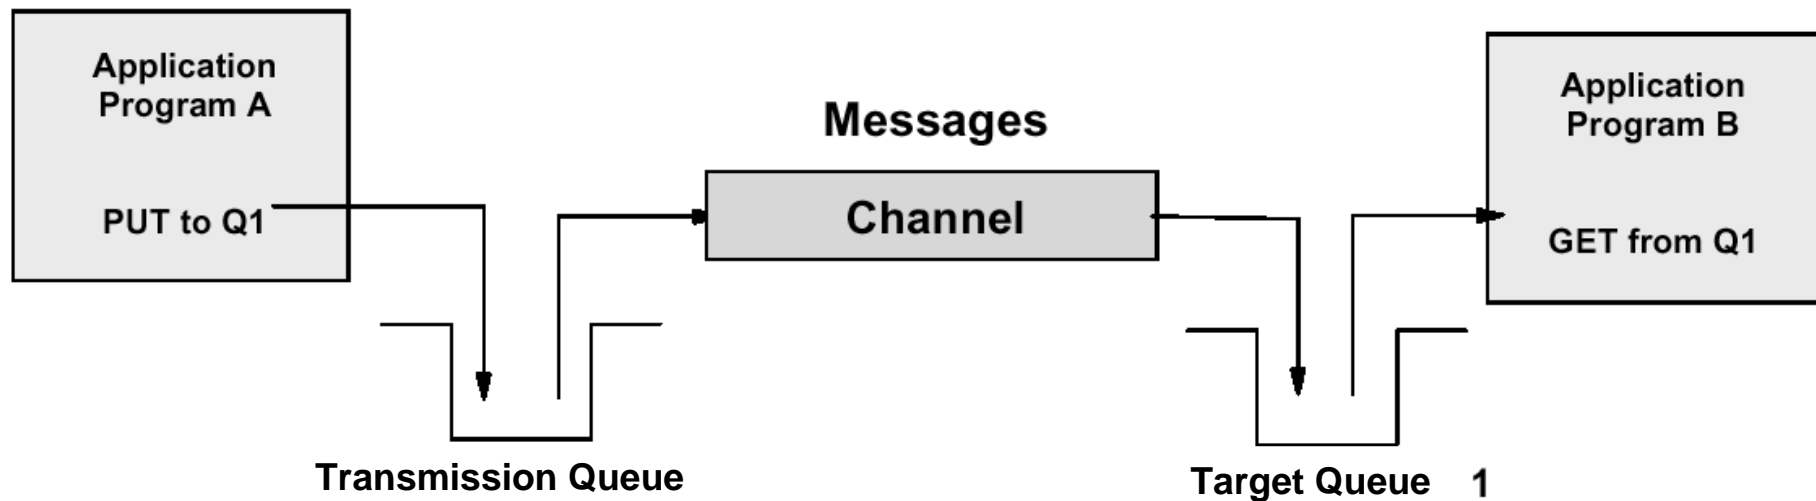 Application
Program A
PUT to Q1
Messages
Channel
Application
Program B
GET from Q1
Transmission Queue
Target Queue 1